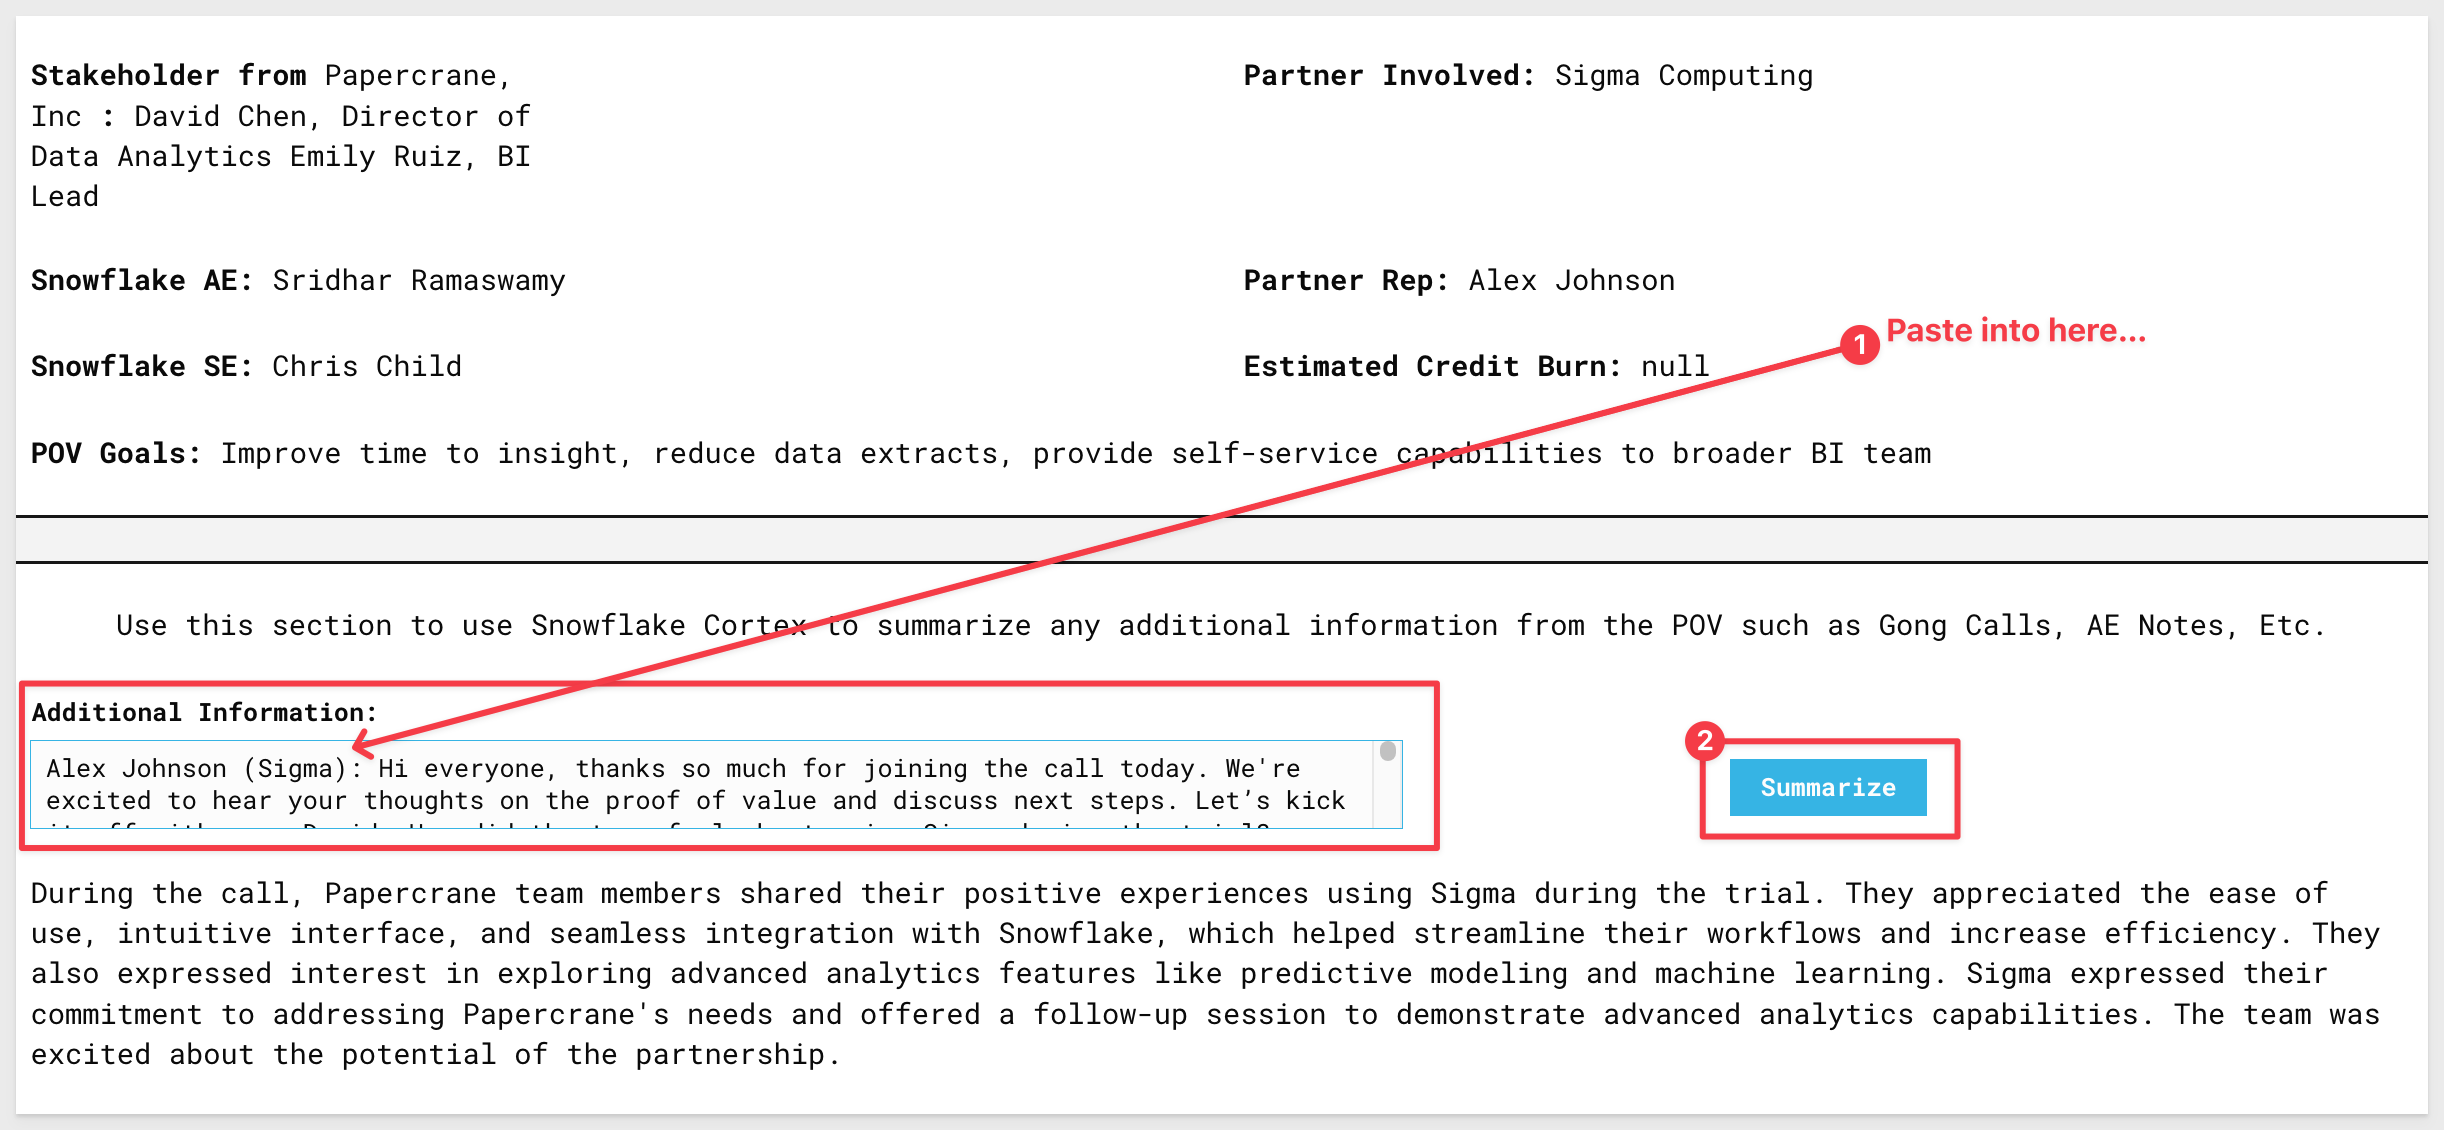 Stakeholder from Papercrane,
Inc : David Chen, Director of
Data Analytics Emily Ruiz, BI
Lead
Partner Involved: Sigma Computing
Snowflake AE: Sridhar Ramaswamy
Partner Rep: Alex Johnson
1 Paste into here...
Snowflake SE: Chris Child
Estimated Credit Burn: null
POV Goals: Improve time to insight, reduce data extracts, provide self-service capabilities to broader BI team
Use this section to use Snowflake Cortex to summarize any additional information from the POV such as Gong Calls, AE Notes, Etc.
Additional Information:
Alex Johnson (Sigma): Hi everyone, thanks so much for joining the call today. We're
excited to hear your thoughts on the proof of value and discuss next steps. Let’s kick
2
Summarize
During the call, Papercrane team members shared their positive experiences using Sigma during the trial. They appreciated the ease of
use, intuitive interface, and seamless integration with Snowflake, which helped streamline their workflows and increase efficiency. They
also expressed interest in exploring advanced analytics features like predictive modeling and machine learning. Sigma expressed their
commitment to addressing Papercrane's needs and offered a follow-up session to demonstrate advanced analytics capabilities. The team was
excited about the potential of the partnership.